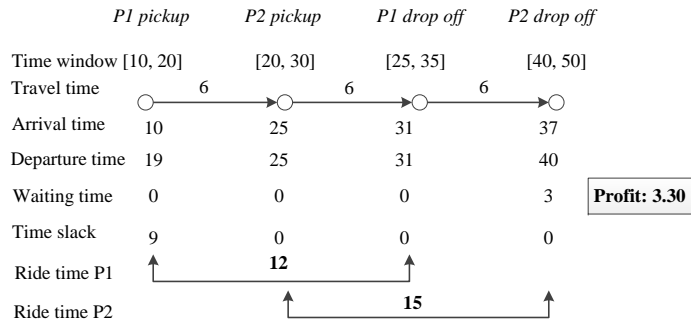 P1 pickup P2 pickup P1 drop off P2 drop off
Time window [10, 20] [20, 30] [25, 35] [40, 50]
Travel time 6 6 6
Arrival time 10 25 31 37
Departure time 19 25 31 40
Waiting time 0 0 0 3 Profit: 3.30
Time slack 9 0 0 0
Ride time P1 12
Ride time P2 15